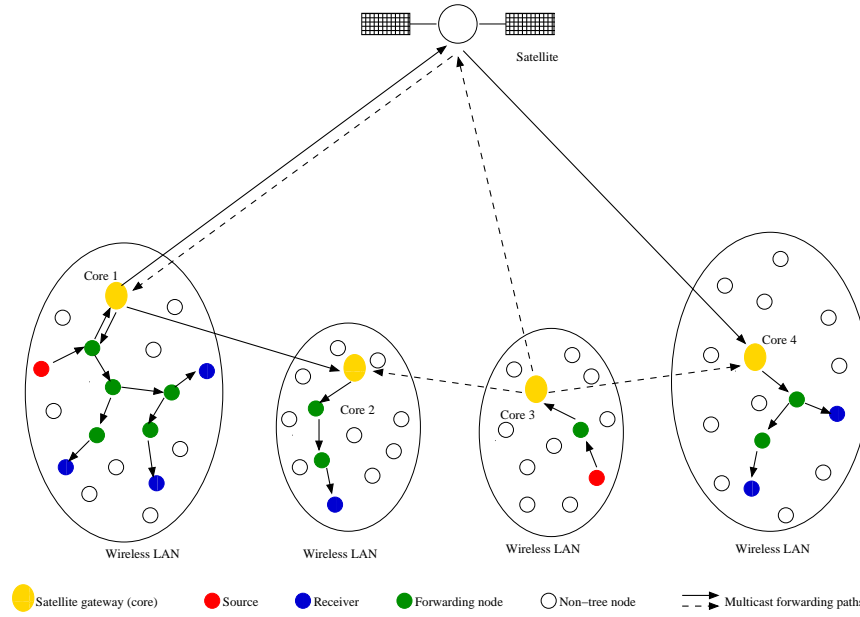 Satellite
Core 1
Core 4
Core 2
Core 3
Wireless LAN
Wireless LAN
Wireless LAN
Wireless LAN
Satellite gateway (core)
Source
Receiver
Forwarding node
Non−tree node
Multicast forwarding paths